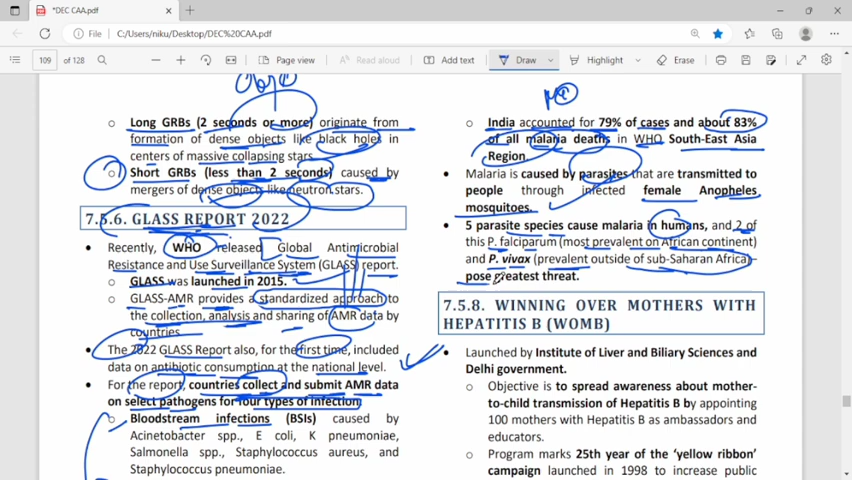 *DEC CAA.pdf
File
C:/Users/niku/Desktop/DEC%20CAA.pdf
109 of 128
Page view
Read aloud
Add text
Draw
Highlight
Erase
Long GRBs (2 seconds or more) originate from
formation of dense objects like black holes in
centers of massive collapsing stars.
Short GRBs (less than 2 seconds) caused by
mergers of dense objects like neutron stars.
7.5.6. GLASS REPORT 2022
Recently, WHO released Global Antimicrobial
Resistance and Use Surveillance System (GLASS) report.
GLASS was launched in 2015.
GLASS-AMR provides a standardized approach to
the collection, analysis and sharing of AMR data by
countries.
The 2022 GLASS Report also, for the first time, included
data on antibiotic consumption at the national level.
For the report, countries collect and submit AMR data
on select pathogens for four types of infection.
Bloodstream infections (BSIs) caused by
Acinetobacter spp., E coli, K pneumoniae,
Salmonella spp., Staphylococcus aureus, and
Staphylococcus pneumoniae.
India accounted for 79% of cases and about 83%
of all malaria deaths in WHO South-East Asia
Region.
Malaria is caused by parasites that are transmitted to
people through infected female Anopheles
mosquitoes.
5 parasite species cause malaria in humans, and 2 of
this P. falciparum (most prevalent on African continent)
and P. vivax (prevalent outside of sub-Saharan Africa)
pose greatest threat.
7.5.8. WINNING OVER MOTHERS WITH
HEPATITIS B (WOMB)
Launched by Institute of Liver and Biliary Sciences and
Delhi government.
Objective is to spread awareness about mother-
to-child transmission of Hepatitis B by appointing
100 mothers with Hepatitis B as ambassadors and
educators.
Program marks 25th year of the 'yellow ribbon'
campaign launched in 1998 to increase public